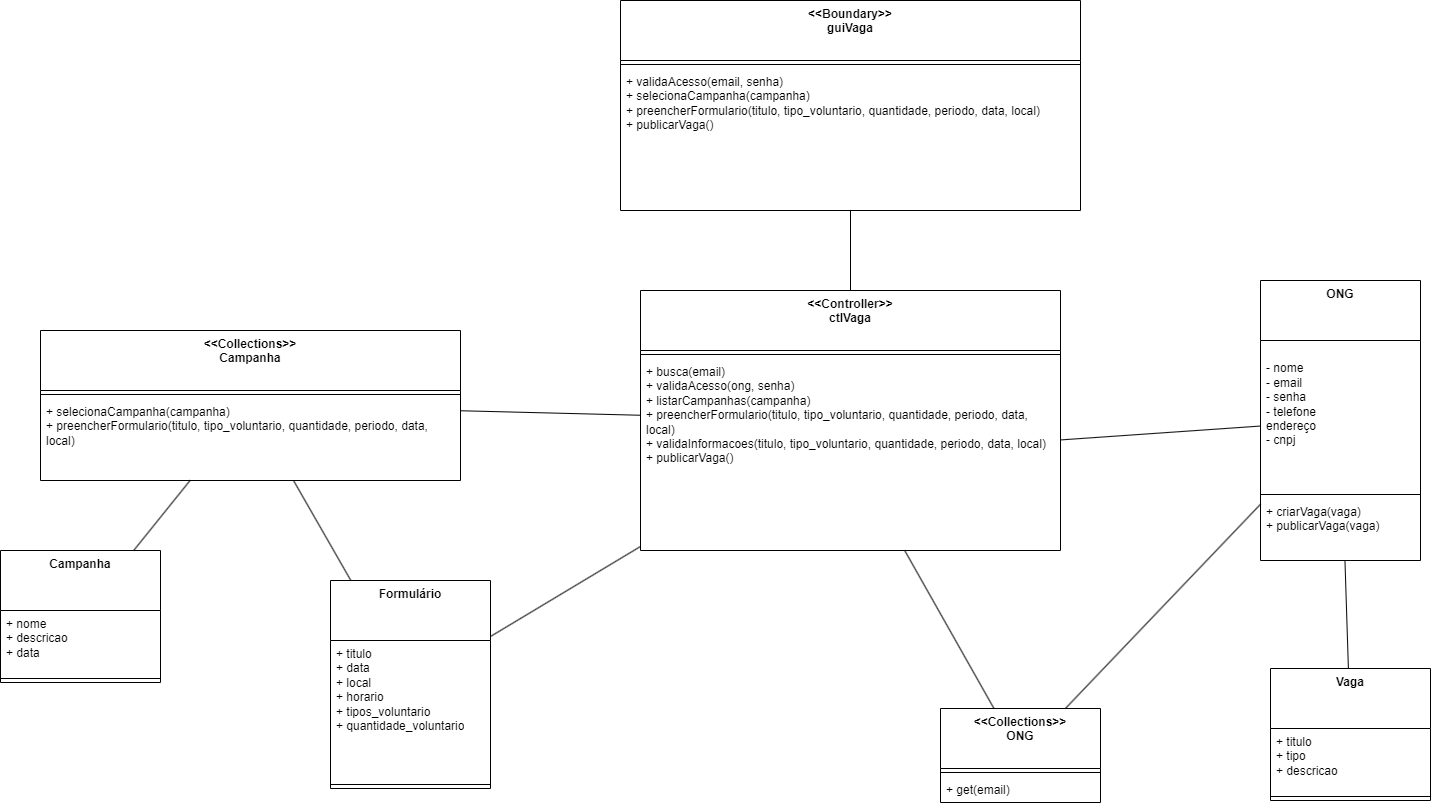 <<Boundary>>
guiVaga
+ validaAcesso(email, senha)
+ selecionaCampanha(campanha)
+ preencherFormulario(titulo, tipo_voluntario, quantidade, periodo, data, local)
+ publicarVaga()
<<Controller>>
ctlVaga
+ busca(email)
+ validaAcesso(ong, senha)
+ listarCampanhas(campanha)
+ preencherFormulario(titulo, tipo_voluntario, quantidade, periodo, data,
local)
+ validaInformacoes(titulo, tipo_voluntario, quantidade, periodo, data, local)
+ publicarVaga()
ONG
- nome
- email
- senha
- telefone
endereço
- cnpj
+ criarVaga(vaga)
+ publicarVaga(vaga)
<<Collections>>
Campanha
+ selecionaCampanha(campanha)
+ preencherFormulario(titulo, tipo_voluntario, quantidade, periodo, data,
local)
Campanha
+ nome
+ descricao
+ data
Formulário
+ titulo
+ data
+ local
+ horario
+ tipos_voluntario
+ quantidade_voluntario
<<Collections>>
ONG
+ get(email)
Vaga
+ titulo
+ tipo
+ descricao